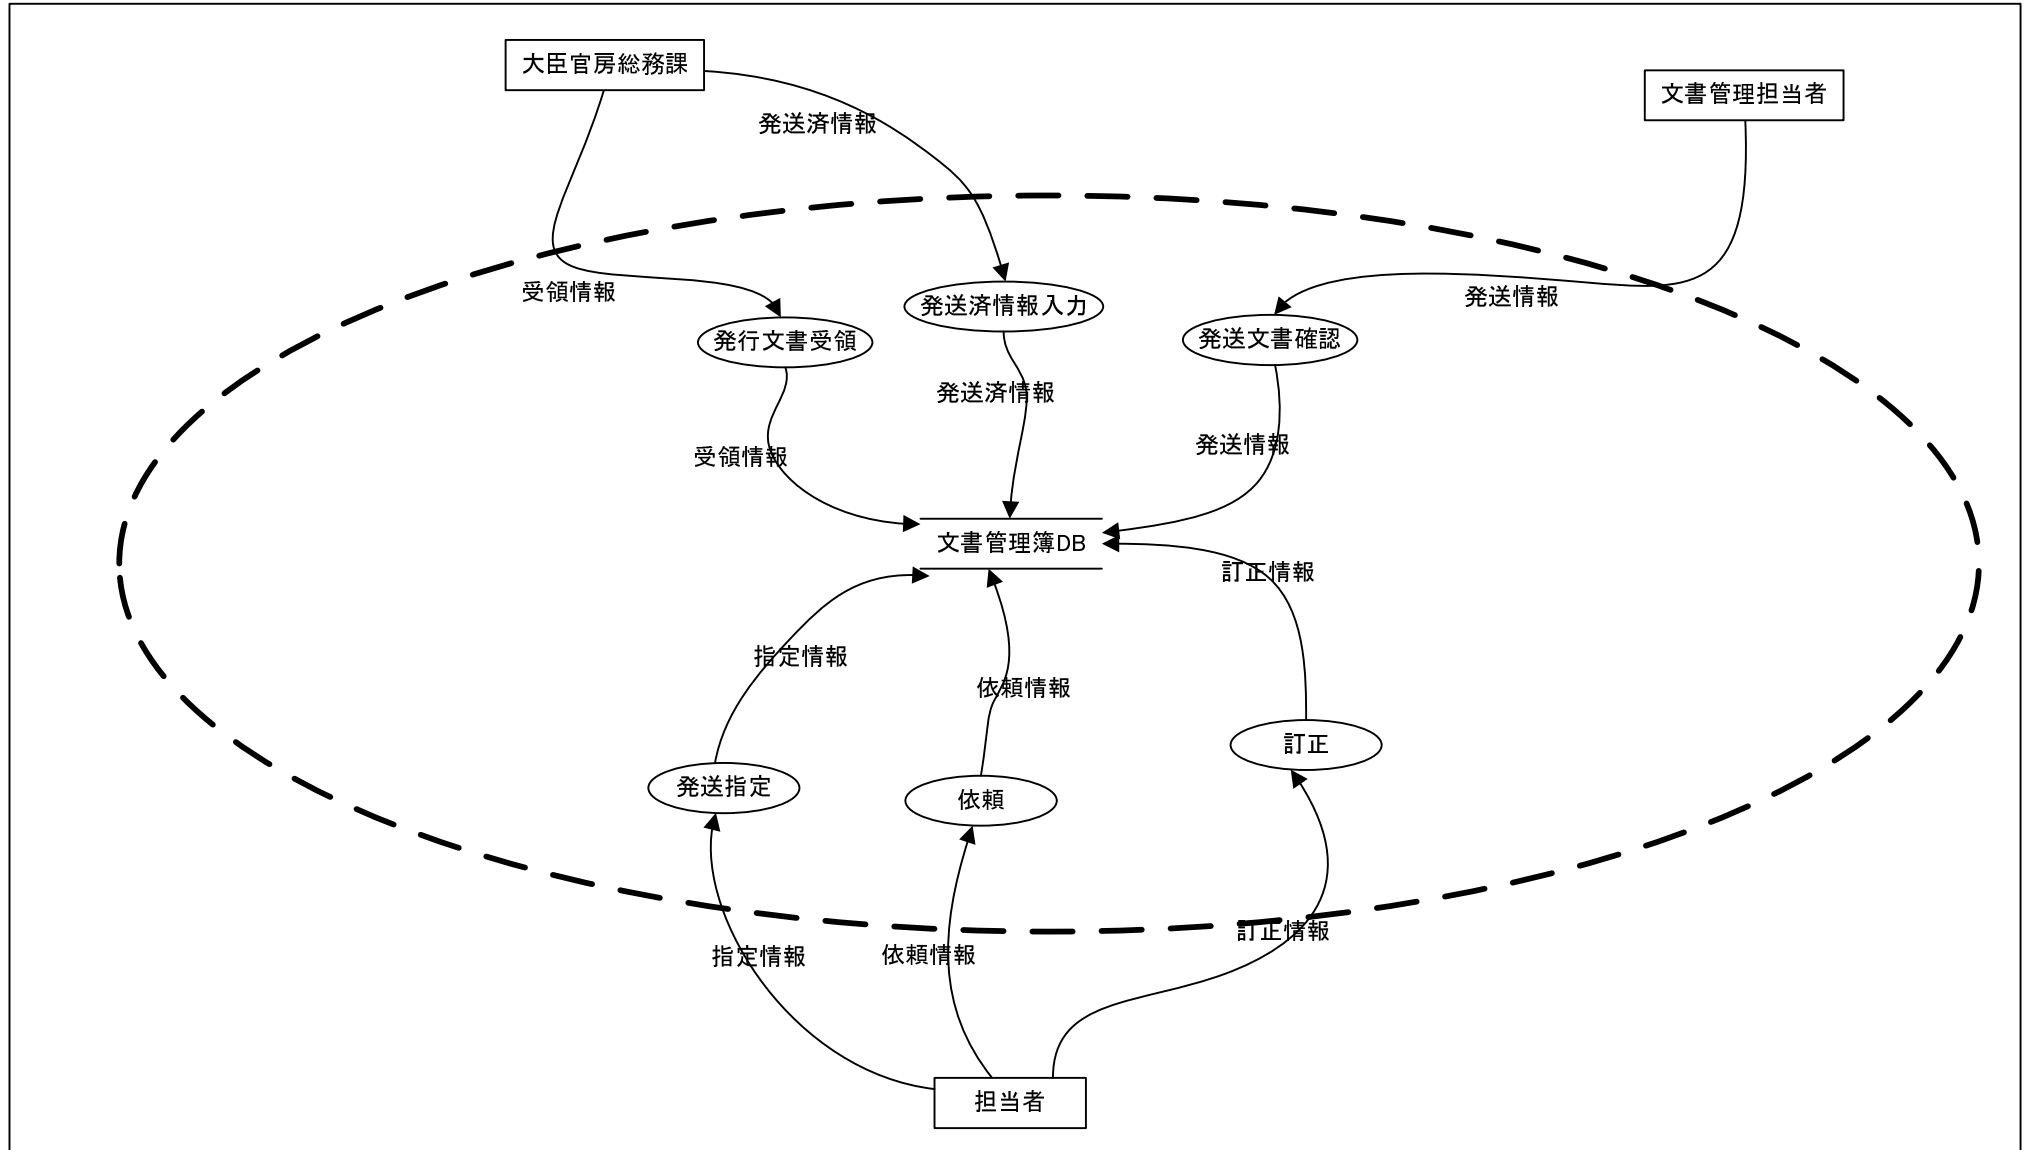 大臣官房総務課
文書管理担当者
発送済情報
受領情報
発送情報
発送済情報入力
発行文書受領
発送文書確認
発送済情報
発送情報
受領情報
文書管理簿DB
訂正情報
指定情報
依頼情報
訂正
発送指定
依頼
訂正情報
指定情報
依頼情報
担当者